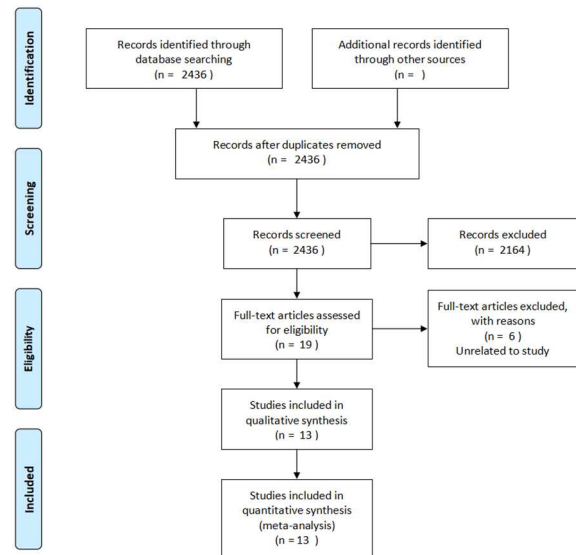 Identification
Records identified through
database searching
(n = 2436 )
Additional records identified
through other sources
(n = )
Records after duplicates removed
(n = 2436 )
Screening
Records screened
(n = 2436 )
Records excluded
(n = 2164 )
Eligibility
Full-text articles assessed
for eligibility
(n = 19 )
Full-text articles excluded,
with reasons
(n = 6 )
Unrelated to study
Studies included in
qualitative synthesis
(n = 13 )
Included
Studies included in
quantitative synthesis
(meta-analysis)
(n = 13 )